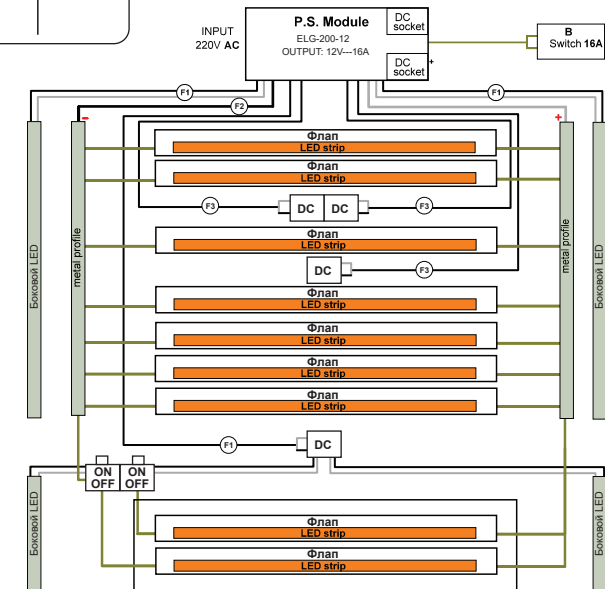 P.S. Module
ELG-200-12
OUTPUT: 12V---16A
DC
socket
DC
socket
+
INPUT
220V AC
B
Switch 16A
F1
F2
F1
-
+
Флап
LED strip
Флап
LED strip
F3
DC
DC
F3
Флап
LED strip
DC
F3
Боковой LED
metal profile
metal profile
Боковой LED
Флап
LED strip
Флап
LED strip
Флап
LED strip
Флап
LED strip
F1
DC
ON
OFF
ON
OFF
Боковой LED
Боковой LED
Флап
LED strip
Флап
LED strip